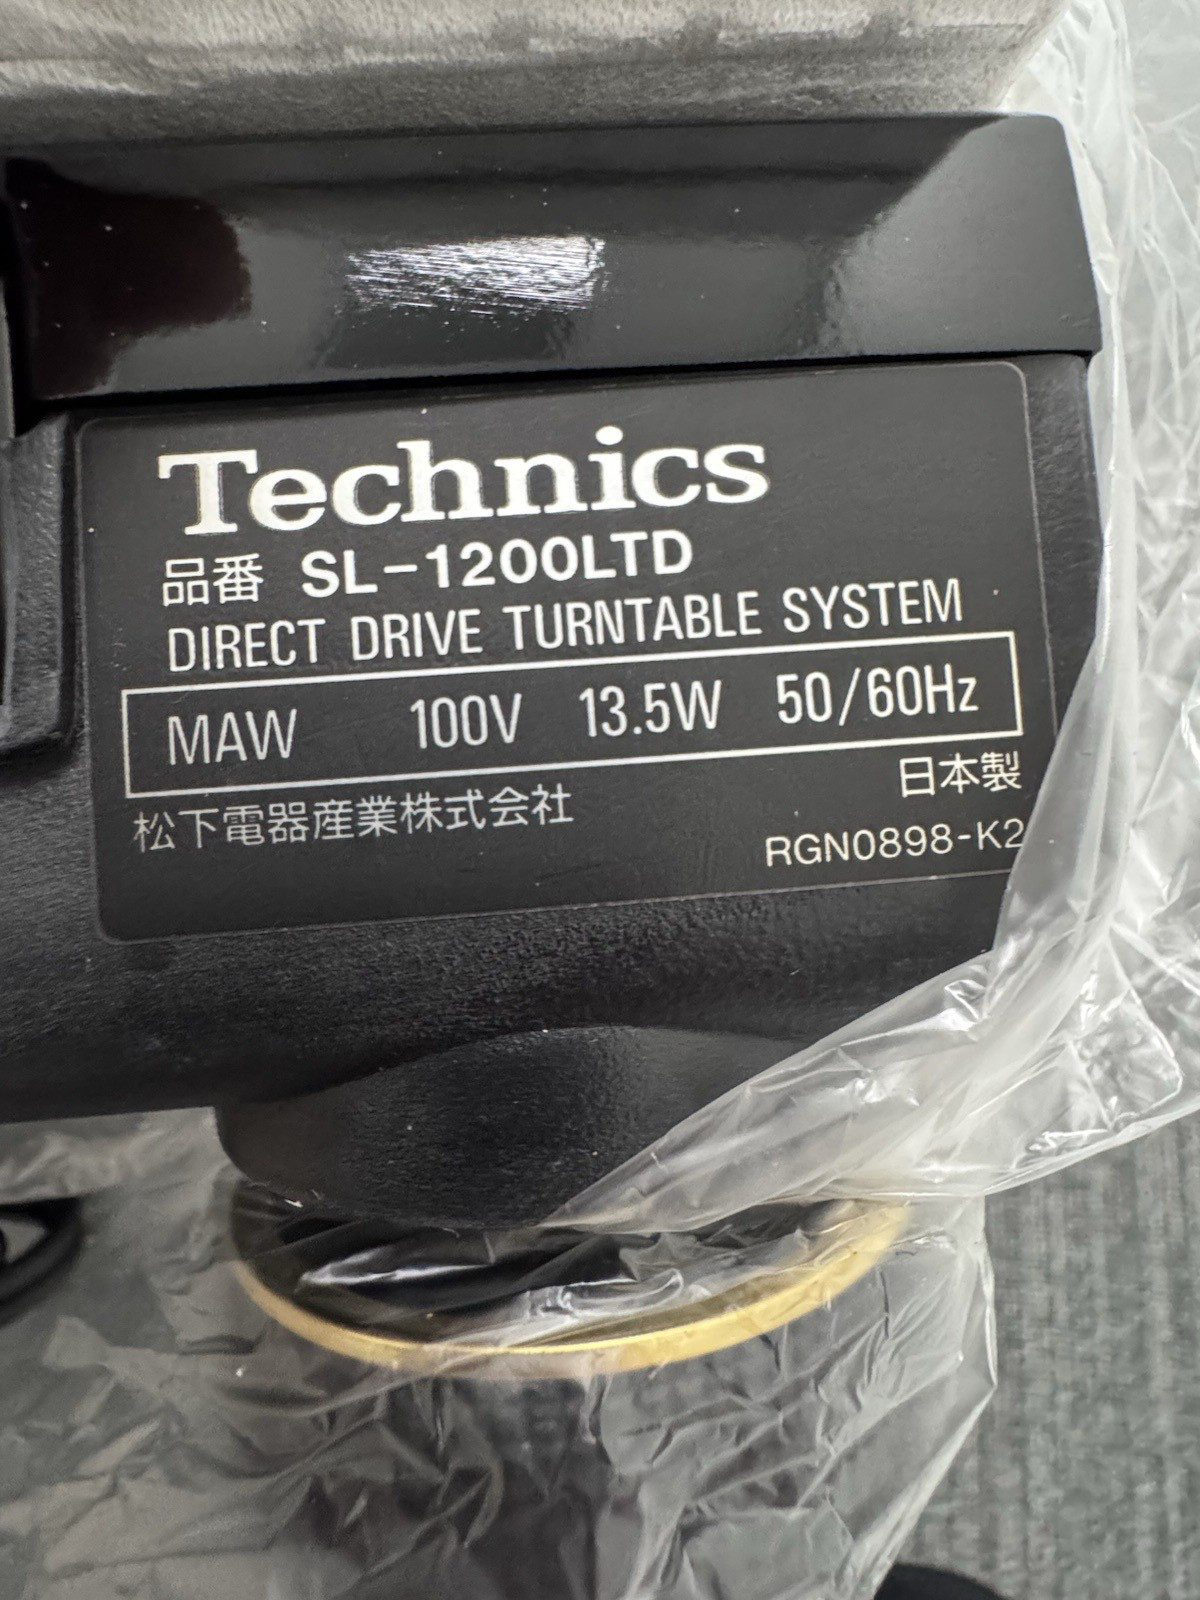 Technics
品番 SL-1200LTD
DIRECT DRIVE TURNTABLE SYSTEM
MAW 100V 13.5W 50/60Hz
松下電器産業株式会社
日本製
RGN0898-K2